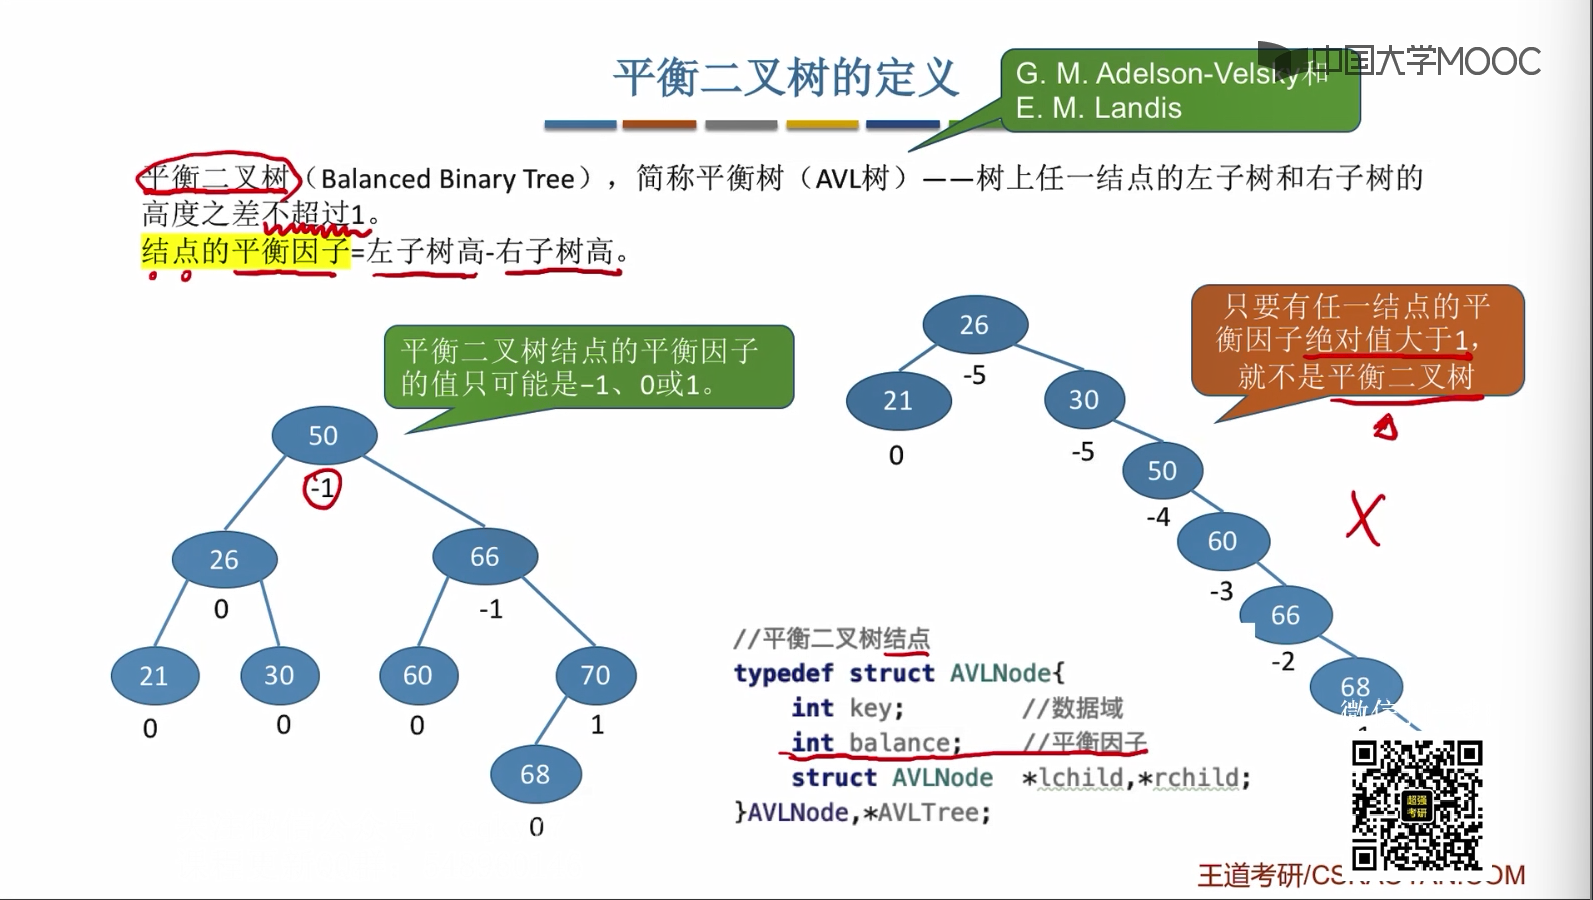 平衡二叉树的定义
G. M. Adelson-Velsky和
E. M. Landis
中国大学MOOC
平衡二叉树（Balanced Binary Tree），简称平衡树（AVL树）——树上任一结点的左子树和右子树的
高度之差不超过1。
结点的平衡因子=左子树高-右子树高。
平衡二叉树结点的平衡因子
的值只可能是–1、0或1。
50
-1
26
66
0
-1
21
30
60
70
0
0
0
1
68
0
只要有任一结点的平
衡因子绝对值大于1，
就不是平衡二叉树
26
-5
21
30
0
-5
50
-4
60
-3
66
-2
68
X
//平衡二叉树结点
typedef struct AVLNode{
int key; //数据域
int balance; //平衡因子
struct AVLNode *lchild,*rchild;
}AVLNode,*AVLTree;
微信
超强
考研
王道考研/CSKAOYAN.COM